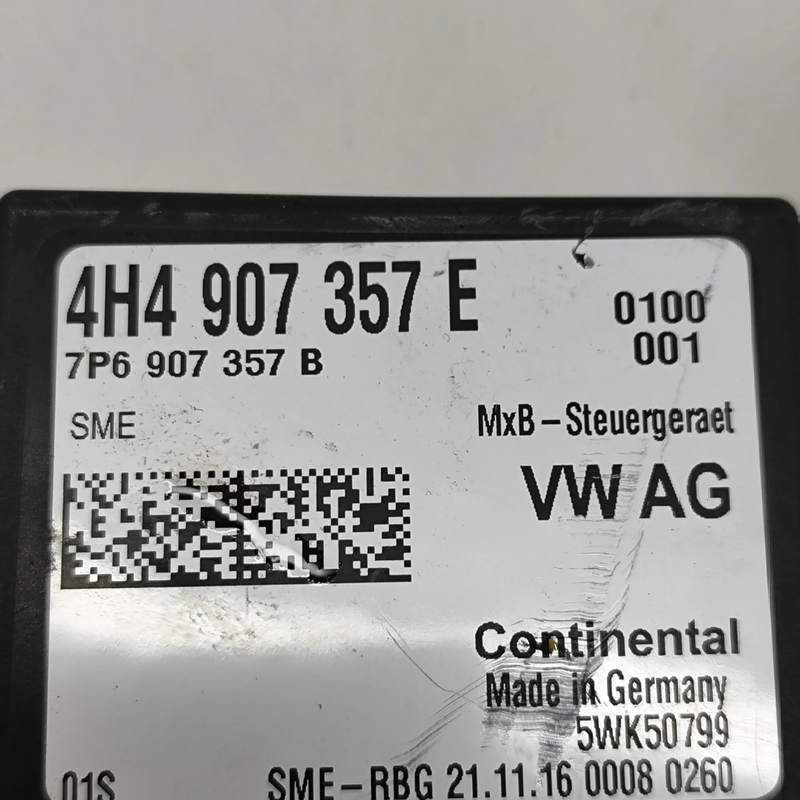 4H4 907 357 E
0100
7P6 907 357 B
001
SME
MxB-Steuergeraet
VW AG
Continental
Made in Germany
5WK50799
01S
SME-RBG 21.11.16 0008 0260